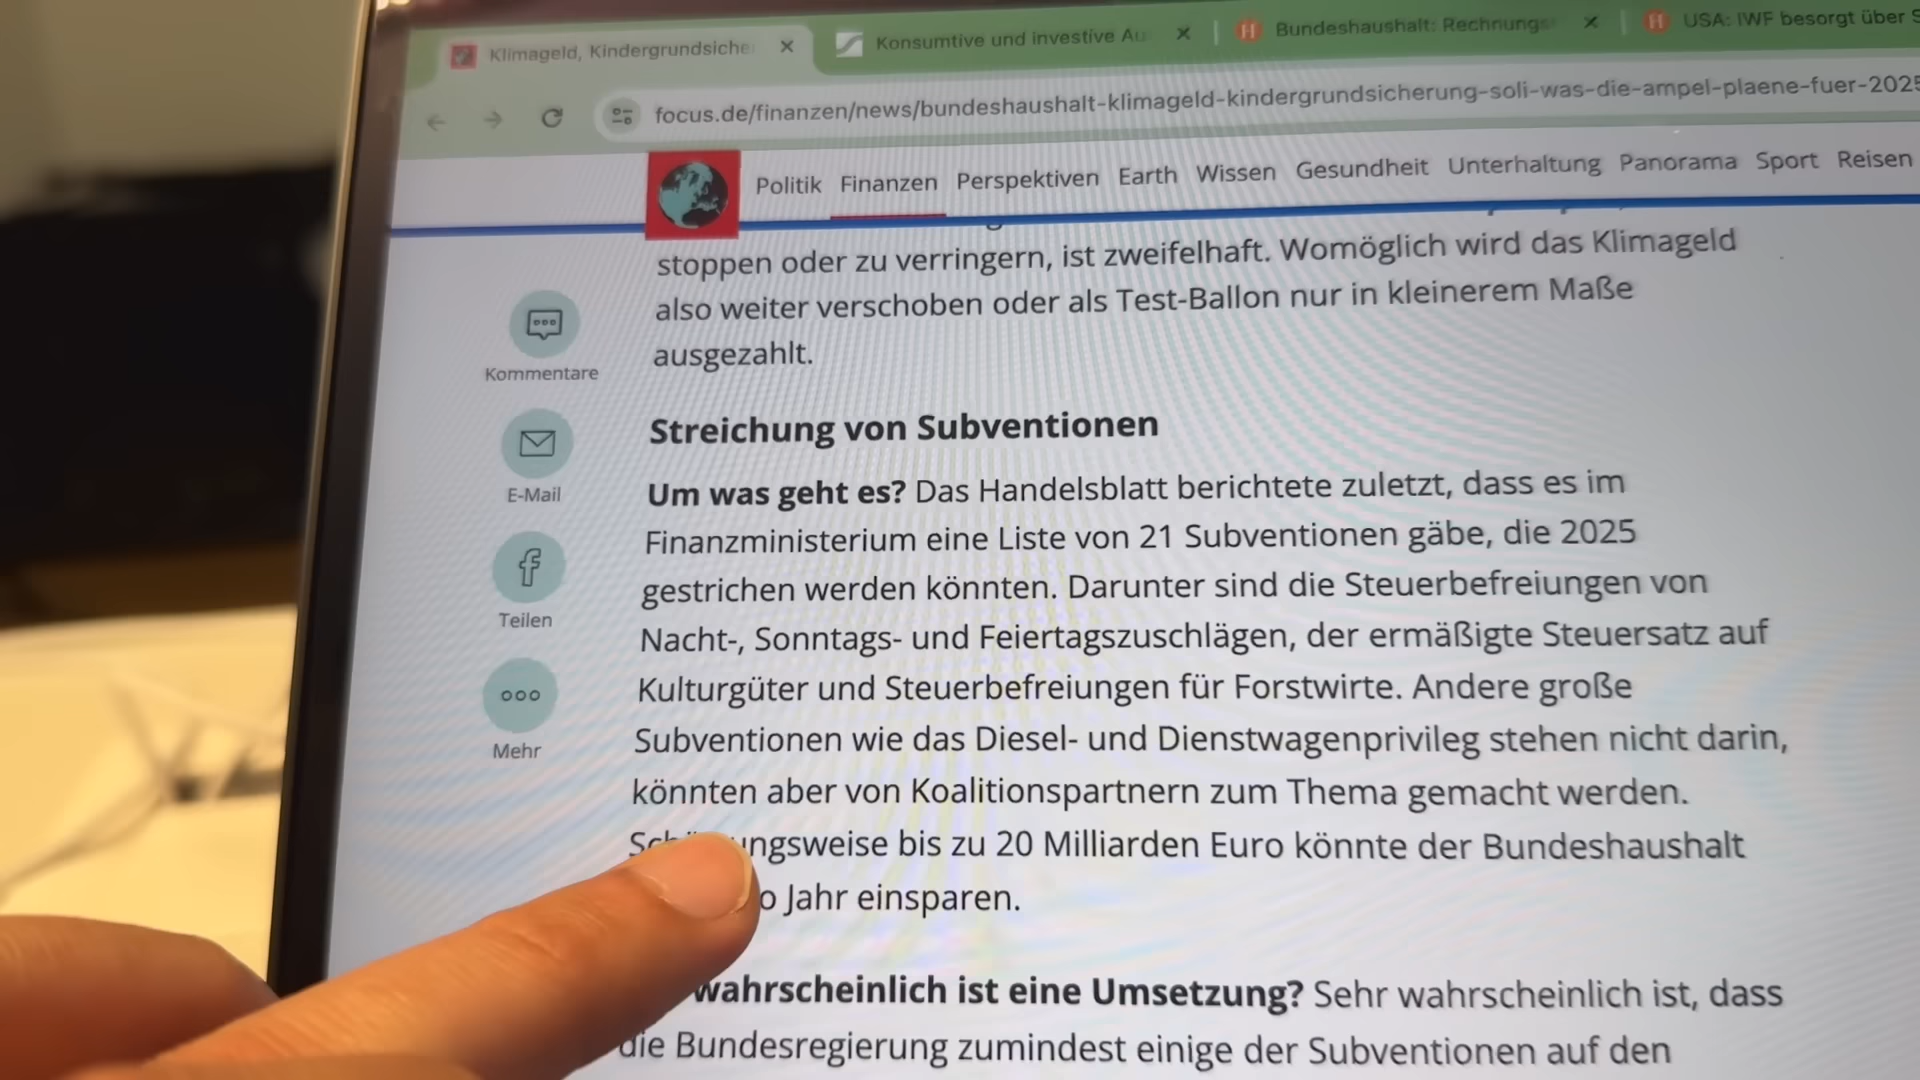 Klimageld, Kindergrundsiche
Konsumtive und investive Au
Bundeshaushalt: Rechnungs
USA: IWF besorgt über S
focus.de/finanzen/news/bundeshaushalt-klimageld-kindergrundsicherung-soli-was-die-ampel-plaene-fuer-2025
Politik Finanzen Perspektiven Earth Wissen Gesundheit Unterhaltung Panorama Sport Reisen
stoppen oder zu verringern, ist zweifelhaft. Womöglich wird das Klimageld
also weiter verschoben oder als Test-Ballon nur in kleinerem Maße
ausgezahlt.
Kommentare
E-Mail
Teilen
Mehr
Streichung von Subventionen
Um was geht es? Das Handelsblatt berichtete zuletzt, dass es im
Finanzministerium eine Liste von 21 Subventionen gäbe, die 2025
gestrichen werden könnten. Darunter sind die Steuerbefreiungen von
Nacht-, Sonntags- und Feiertagszuschlägen, der ermäßigte Steuersatz auf
Kulturgüter und Steuerbefreiungen für Forstwirte. Andere große
Subventionen wie das Diesel- und Dienstwagenprivileg stehen nicht darin,
könnten aber von Koalitionspartnern zum Thema gemacht werden.
ngsweise bis zu 20 Milliarden Euro könnte der Bundeshaushalt
o Jahr einsparen.
wahrscheinlich ist eine Umsetzung? Sehr wahrscheinlich ist, dass
die Bundesregierung zumindest einige der Subventionen auf den